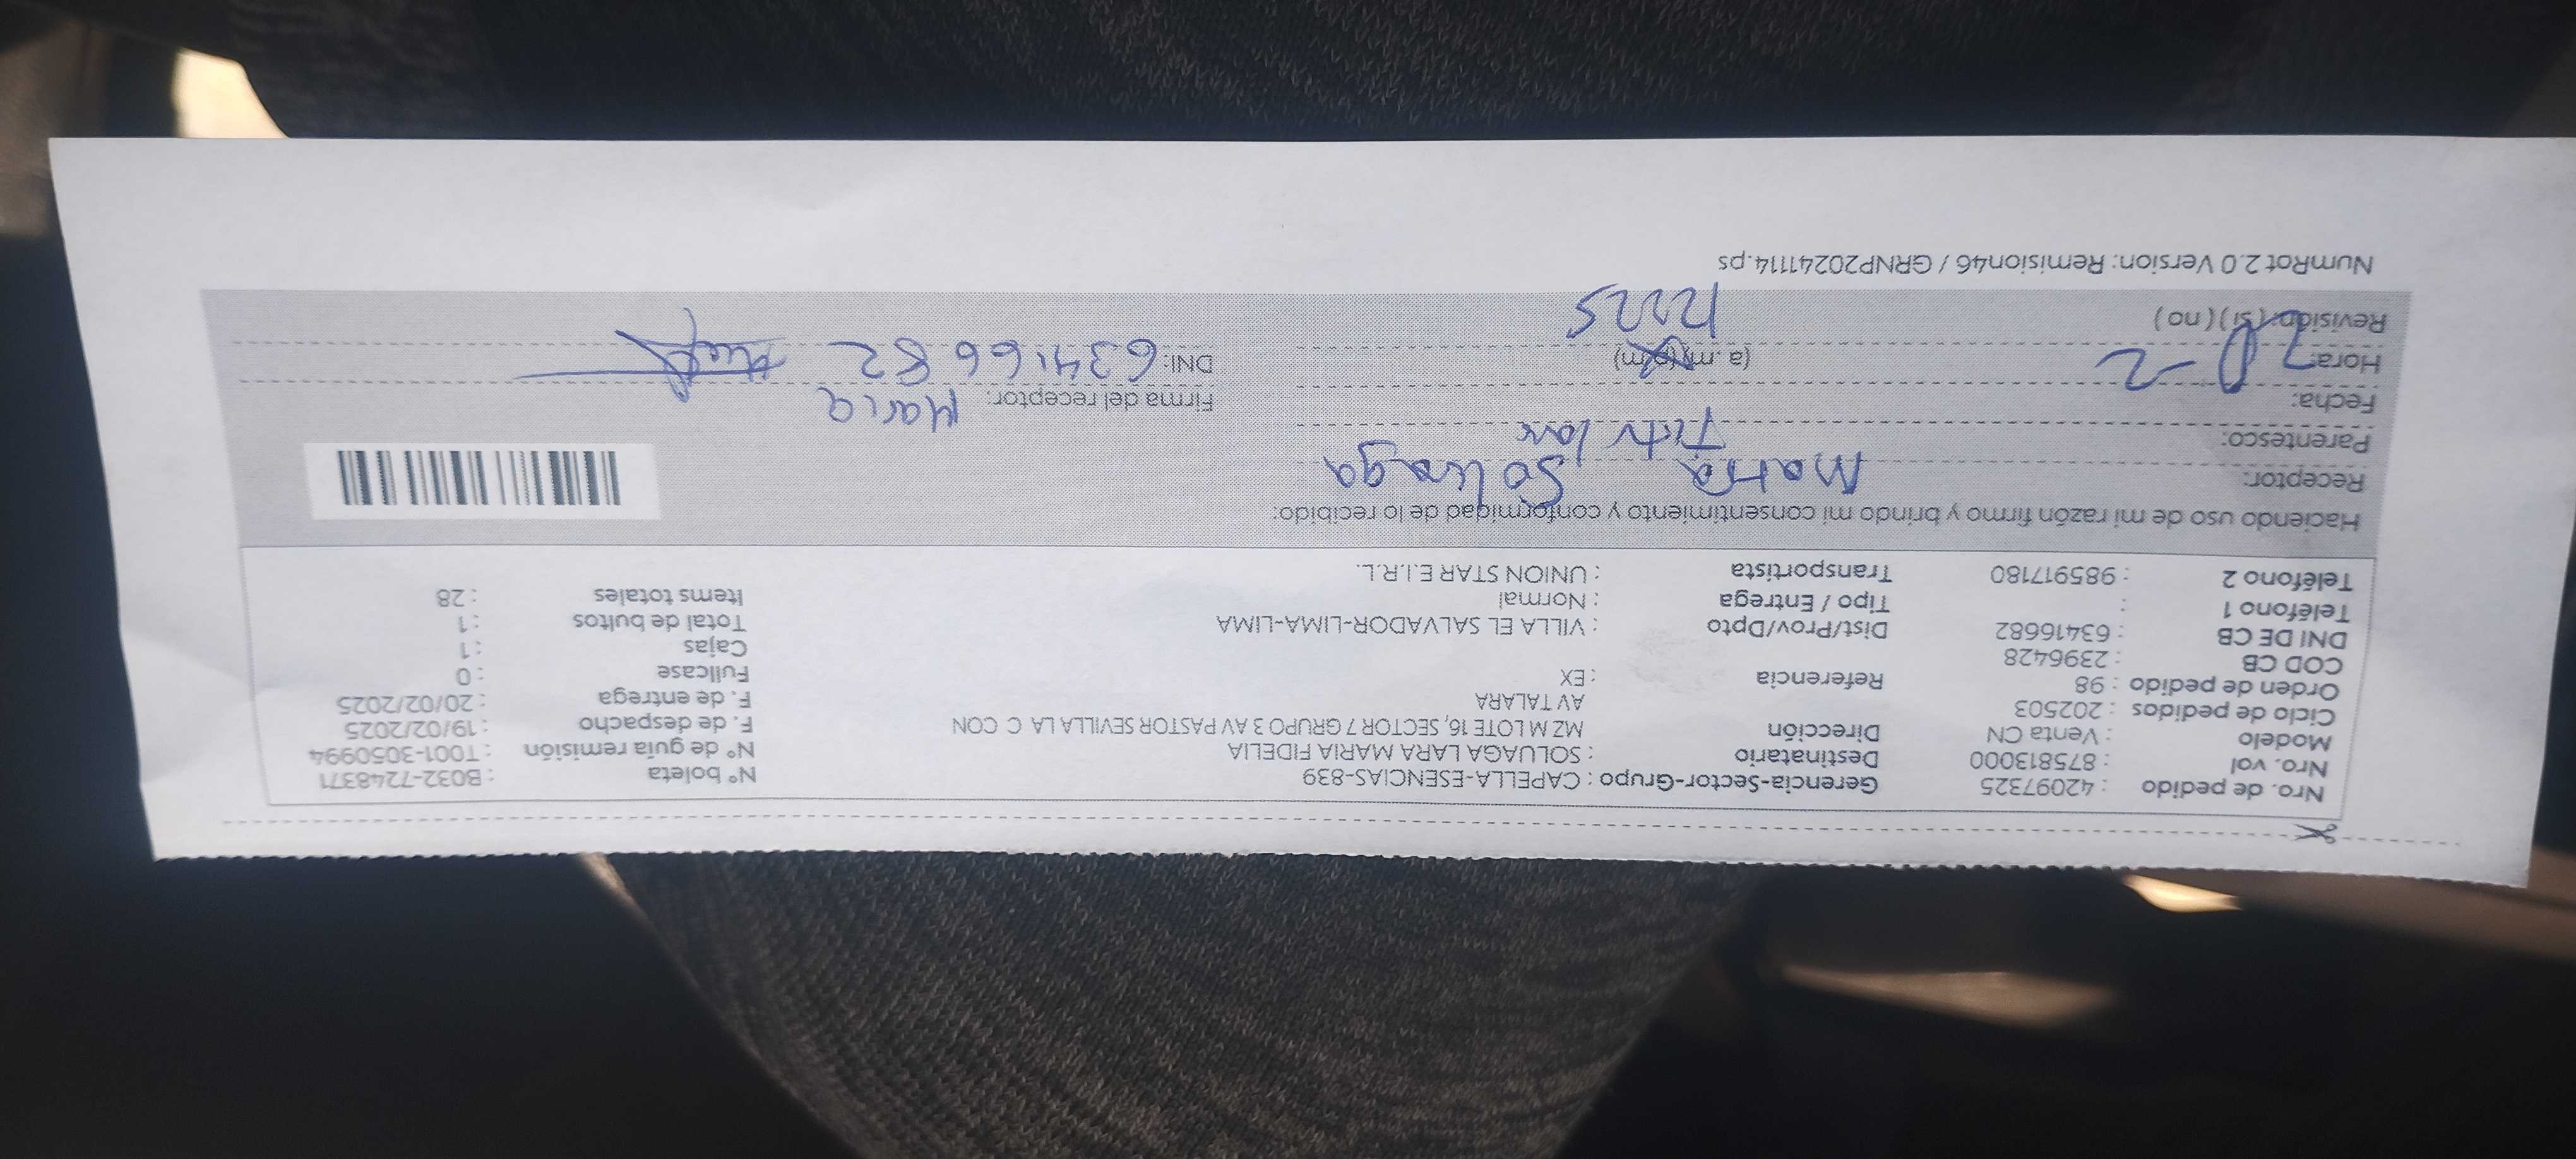 Nro. de pedido : 42097325 Gerencia-Sector-Grupo : CAPELLA-ESENCIAS-839 N° boleta : B032-7248371
Nro. vol : 875813000 Destinatario : SOLUAGA LARA MARIA FIDELIA N° de guía remisión : T001-3050994
Modelo : Venta CN Dirección MZ M LOTE 16, SECTOR 7 GRUPO 3 AV PASTOR SEVILLA LA C CON F. de despacho : 19/02/2025
Ciclo de pedidos : 202503 AV TALARA F. de entrega : 20/02/2025
Orden de pedido : 98 Referencia : EX Fullcase : 0
COD CB : 2396428 Cajas : 1
DNI DE CB : 63416682 Dist/Prov/Dpto : VILLA EL SALVADOR-LIMA-LIMA Total de bultos : 1
Teléfono 1 : Tipo / Entrega : Normal Items totales : 28
Teléfono 2 : 985917180 Transportista : UNION STAR E.I.R.L.
Haciendo uso de mi razón firmo y brindo mi consentimiento y conformidad de lo recibido:
Receptor: Maria Soluaga
Parentesco: Titular
Fecha: Firma del receptor: Maria
Hora: (a. m) (p. m) DNI: 63416682
Revisión: (si) (no)
NumRot 2.0 Version: Remision46 / GRNP20241114.ps